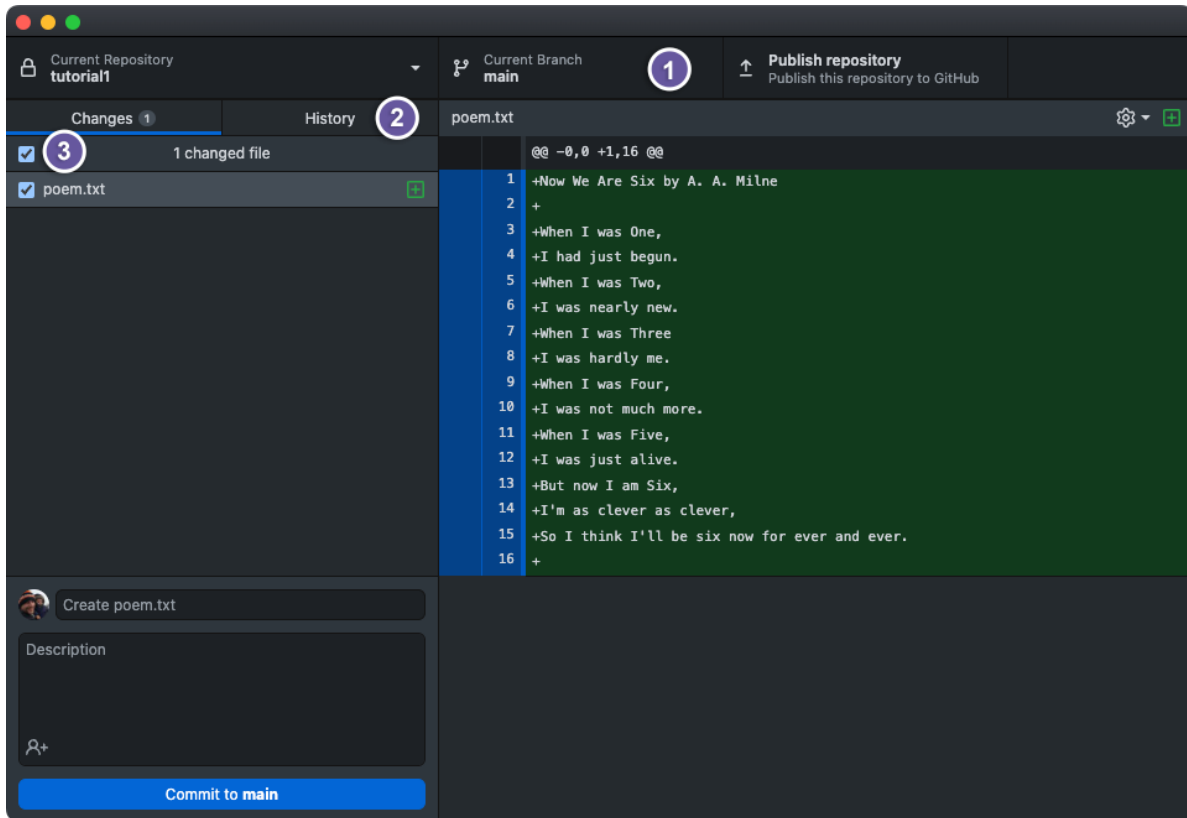 Current Repository
tutorial1
Current Branch
main
1
Publish repository
Publish this repository to GitHub
Changes 1
History
2
poem.txt
3
1 changed file
poem.txt
@@ -0,0 +1,16 @@
1 +Now We Are Six by A. A. Milne
2 +
3 +When I was One,
4 +I had just begun.
5 +When I was Two,
6 +I was nearly new.
7 +When I was Three
8 +I was hardly me.
9 +When I was Four,
10 +I was not much more.
11 +When I was Five,
12 +I was just alive.
13 +But now I am Six,
14 +I'm as clever as clever,
15 +So I think I'll be six now for ever and ever.
16 +
Create poem.txt
Description
Commit to main